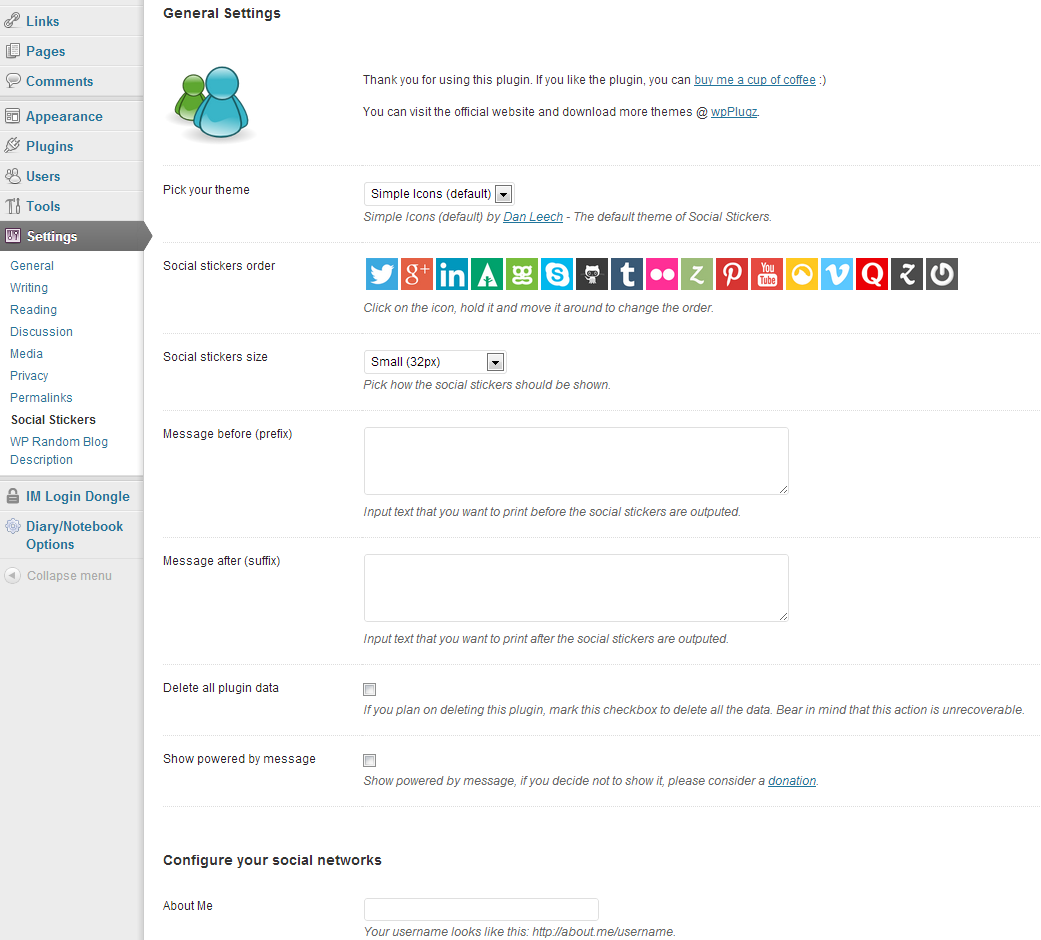 Links
Pages
Comments
Appearance
Plugins
Users
Tools
Settings
General
Writing
Reading
Discussion
Media
Privacy
Permalinks
Social Stickers
WP Random Blog
Description
IM Login Dongle
Diary/Notebook
Options
Collapse menu
General Settings
Thank you for using this plugin. If you like the plugin, you can buy me a cup of coffee :)
You can visit the official website and download more themes @ wpPlugz.
Pick your theme
Simple Icons (default)
Simple Icons (default) by Dan Leech - The default theme of Social Stickers.
Social stickers order
g+ in S t z P You Tube v Q z
Click on the icon, hold it and move it around to change the order.
Social stickers size
Small (32px)
Pick how the social stickers should be shown.
Message before (prefix)
Input text that you want to print before the social stickers are outputed.
Message after (suffix)
Input text that you want to print after the social stickers are outputed.
Delete all plugin data
If you plan on deleting this plugin, mark this checkbox to delete all the data. Bear in mind that this action is unrecoverable.
Show powered by message
Show powered by message, if you decide not to show it, please consider a donation.
Configure your social networks
About Me
Your username looks like this: http://about.me/username.